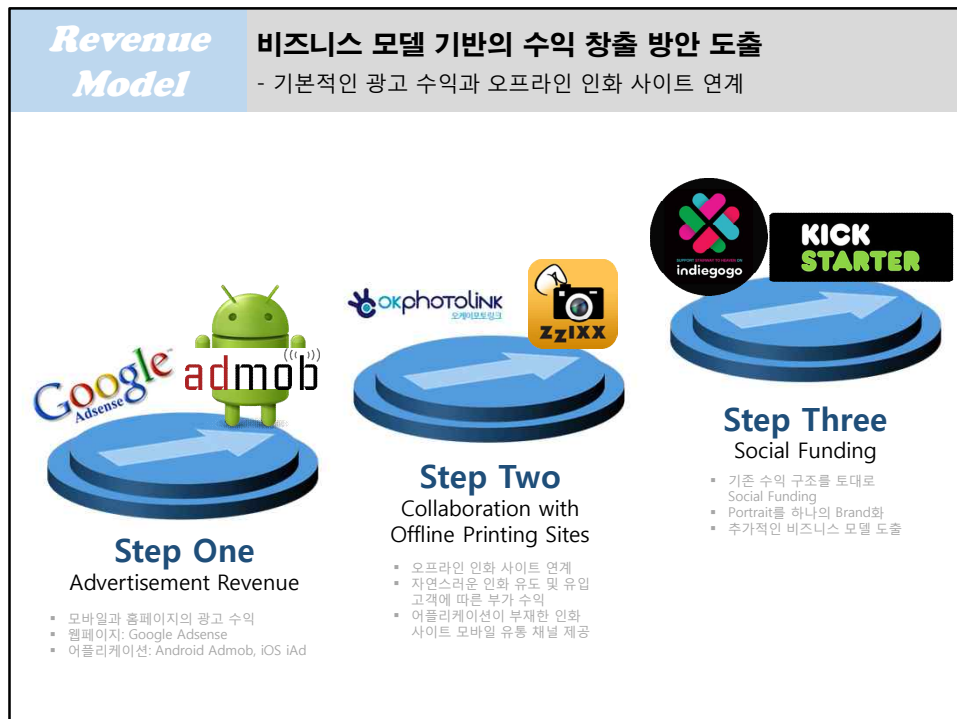 Revenue
Model
비즈니스 모델 기반의 수익 창출 방안 도출
- 기본적인 광고 수익과 오프라인 인화 사이트 연계
Google
Adsense
admob
Step One
Advertisement Revenue
▪ 모바일과 홈페이지의 광고 수익
▪ 웹페이지: Google Adsense
▪ 어플리케이션: Android Admob, iOS iAd
OKPHOTOLINK
오케이포토링크
ZZIXX
Step Two
Collaboration with
Offline Printing Sites
▪ 오프라인 인화 사이트 연계
▪ 자연스러운 인화 유도 및 유입
고객에 따른 부가 수익
▪ 어플리케이션이 부재한 인화
사이트 모바일 유통 채널 제공
SUPPORT STAIRWAY TO HEAVEN ON
indiegogo
KICK
STARTER
Step Three
Social Funding
▪ 기존 수익 구조를 토대로
Social Funding
▪ Portrait를 하나의 Brand화
▪ 추가적인 비즈니스 모델 도출